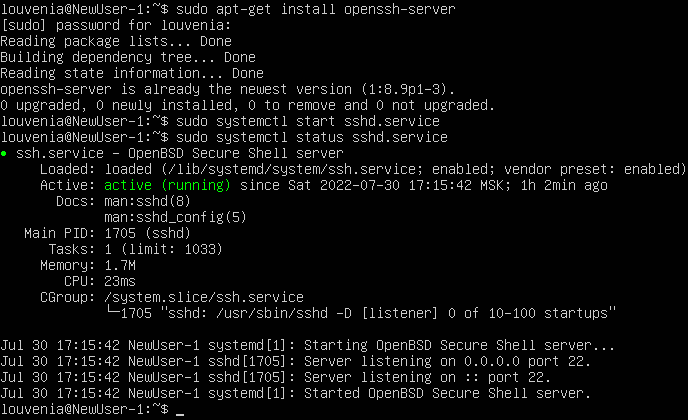 louvenia@NewUser-1:~$ sudo apt-get install openssh-server
[sudo] password for louvenia:
Reading package lists... Done
Building dependency tree... Done
Reading state information... Done
openssh-server is already the newest version (1:8.9p1-3).
0 upgraded, 0 newly installed, 0 to remove and 0 not upgraded.
louvenia@NewUser-1:~$ sudo systemctl start sshd.service
louvenia@NewUser-1:~$ sudo systemctl status sshd.service
● ssh.service - OpenBSD Secure Shell server
     Loaded: loaded (/lib/systemd/system/ssh.service; enabled; vendor preset: enabled)
     Active: active (running) since Sat 2022-07-30 17:15:42 MSK; 1h 2min ago
       Docs: man:sshd(8)
             man:sshd_config(5)
   Main PID: 1705 (sshd)
      Tasks: 1 (limit: 1033)
     Memory: 1.7M
        CPU: 23ms
     CGroup: /system.slice/ssh.service
             └─1705 "sshd: /usr/sbin/sshd -D [listener] 0 of 10-100 startups"
Jul 30 17:15:42 NewUser-1 systemd[1]: Starting OpenBSD Secure Shell server...
Jul 30 17:15:42 NewUser-1 sshd[1705]: Server listening on 0.0.0.0 port 22.
Jul 30 17:15:42 NewUser-1 sshd[1705]: Server listening on :: port 22.
Jul 30 17:15:42 NewUser-1 systemd[1]: Started OpenBSD Secure Shell server.
louvenia@NewUser-1:~$ _